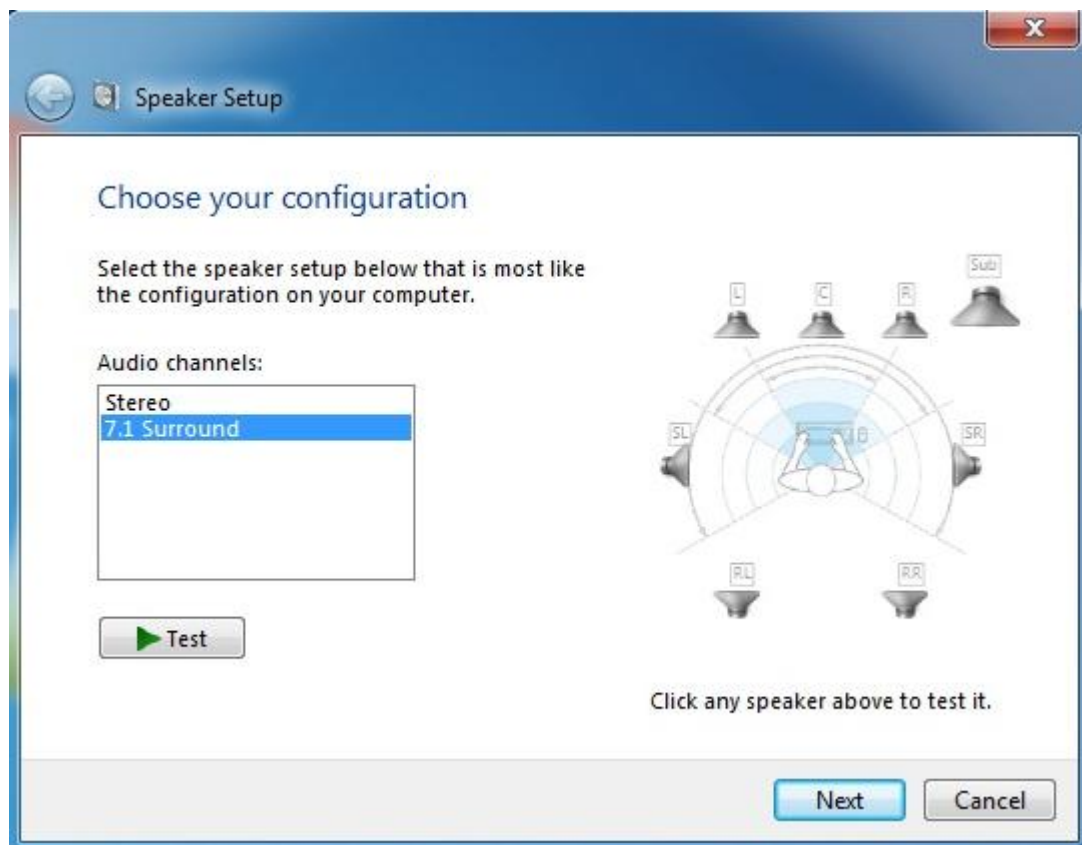 Speaker Setup
Choose your configuration
Select the speaker setup below that is most like
the configuration on your computer.
Audio channels:
Stereo
7.1 Surround
Test
L
C
R
Sub
SL
SR
RL
RR
Click any speaker above to test it.
Next
Cancel